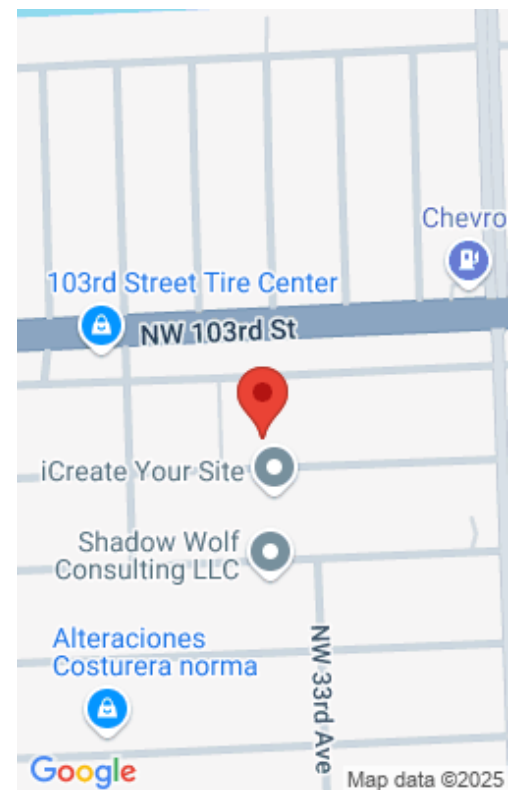 Chevro
103rd Street Tire Center
NW 103rd St
iCreate Your Site
Shadow Wolf
Consulting LLC
Alteraciones
Costurera norma
NW 33rd Ave
Google
Map data ©2025